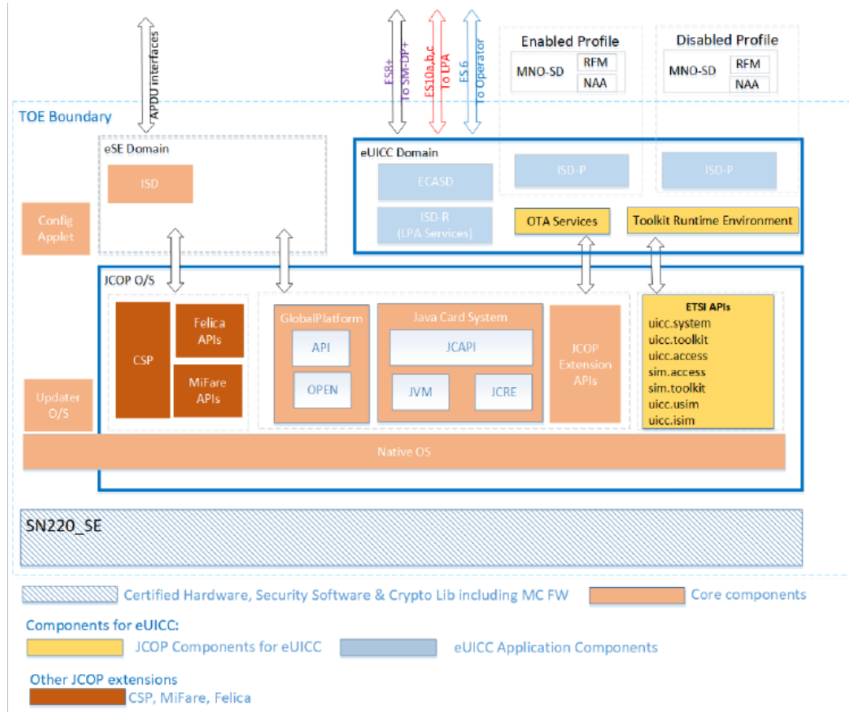 APDU Interfaces
ES8+
To SM-DP+
ES10a,b,c
To LPA
ES 6
To Operator
Enabled Profile
MNO-SD
RFM
NAA
Disabled Profile
MNO-SD
RFM
NAA
TOE Boundary
eSE Domain
ISD
eUICC Domain
ECASD
ISD-R
(LPA Services)
ISD-P
ISD-P
OTA Services
Toolkit Runtime Environment
Config
Applet
JCOP O/S
CSP
Felica
APIs
MiFare
APIs
GlobalPlatform
API
OPEN
Java Card System
JCAPI
JVM
JCRE
JCOP
Extension
APIs
ETSI APIs
uicc.system
uicc.toolkit
uicc.access
sim.access
sim.toolkit
uicc.usim
uicc.isim
Updater
O/S
Native OS
SN220_SE
Certified Hardware, Security Software & Crypto Lib including MC FW
Core components
Components for eUICC:
JCOP Components for eUICC
eUICC Application Components
Other JCOP extensions
CSP, MiFare, Felica